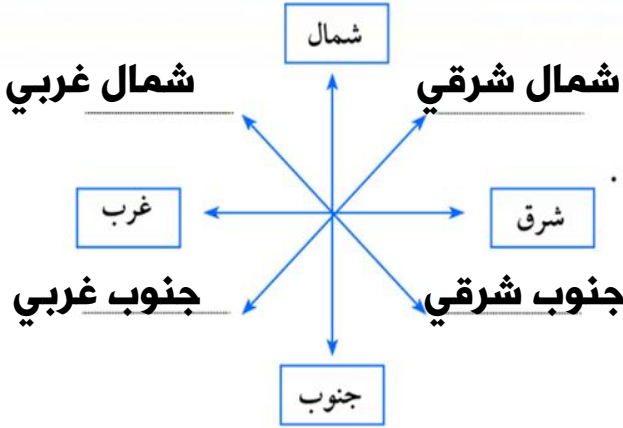 شمال
شمال شرقي
شمال غربي
شرق
غرب
جنوب شرقي
جنوب غربي
جنوب